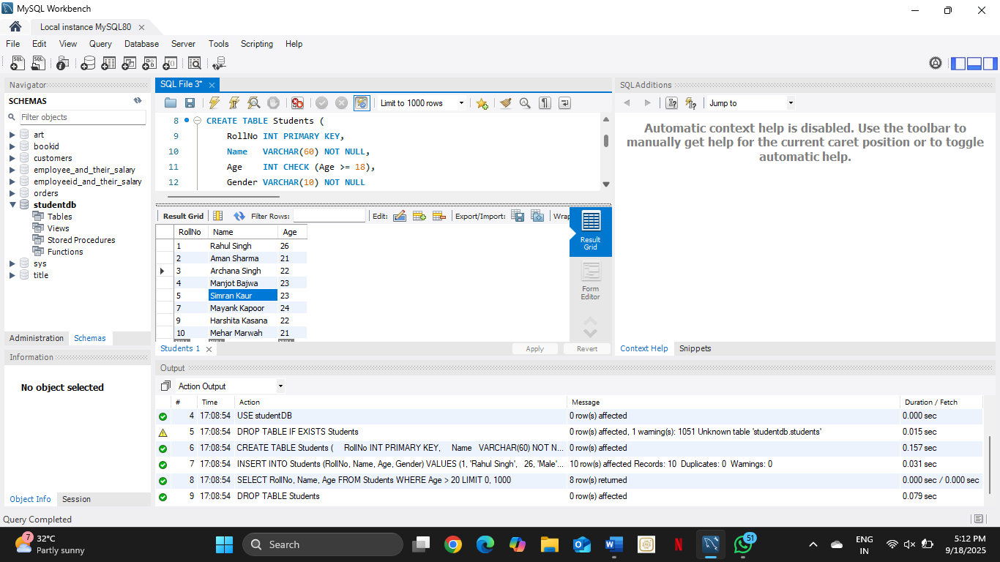 MySQL Workbench
Local instance MySQL80
File Edit View Query Database Server Tools Scripting Help
Navigator
SCHEMAS
Filter objects
art
bookid
customers
employee_and_their_salary
employeeid_and_their_salary
orders
studentdb
Tables
Views
Stored Procedures
Functions
sys
title
Administration Schemas
Information
No object selected
Object Info Session
SQL File 3*
Limit to 1000 rows
8 CREATE TABLE Students (
9 RollNo INT PRIMARY KEY,
10 Name VARCHAR(60) NOT NULL,
11 Age INT CHECK (Age >= 18),
12 Gender VARCHAR(10) NOT NULL
Result Grid Filter Rows: Edit: Export/Import: Wrap
RollNo Name Age
1 Rahul Singh 26
2 Aman Sharma 21
3 Archana Singh 22
4 Manjot Bajwa 23
5 Simran Kaur 23
7 Mayank Kapoor 24
9 Harshita Kasana 22
10 Mehar Marwah 21
Result Grid
Form Editor
Students 1 Apply Revert
SQLAdditions
Jump to
Automatic context help is disabled. Use the toolbar to
manually get help for the current caret position or to toggle
automatic help.
Context Help Snippets
Output
Action Output
# Time Action Message Duration / Fetch
4 17:08:54 USE studentDB 0 row(s) affected 0.000 sec
5 17:08:54 DROP TABLE IF EXISTS Students 0 row(s) affected, 1 warning(s): 1051 Unknown table 'studentdb.students' 0.015 sec
6 17:08:54 CREATE TABLE Students ( RollNo INT PRIMARY KEY, Name VARCHAR(60) NOT N... 0 row(s) affected 0.157 sec
7 17:08:54 INSERT INTO Students (RollNo, Name, Age, Gender) VALUES (1, 'Rahul Singh', 26, 'Male'... 10 row(s) affected Records: 10 Duplicates: 0 Warnings: 0 0.031 sec
8 17:08:54 SELECT RollNo, Name, Age FROM Students WHERE Age > 20 LIMIT 0, 1000 8 row(s) returned 0.000 sec / 0.000 sec
9 17:08:54 DROP TABLE Students 0 row(s) affected 0.079 sec
Query Completed
7
32°C
Partly sunny
Search
51
ENG
IN
5:12 PM
9/18/2025